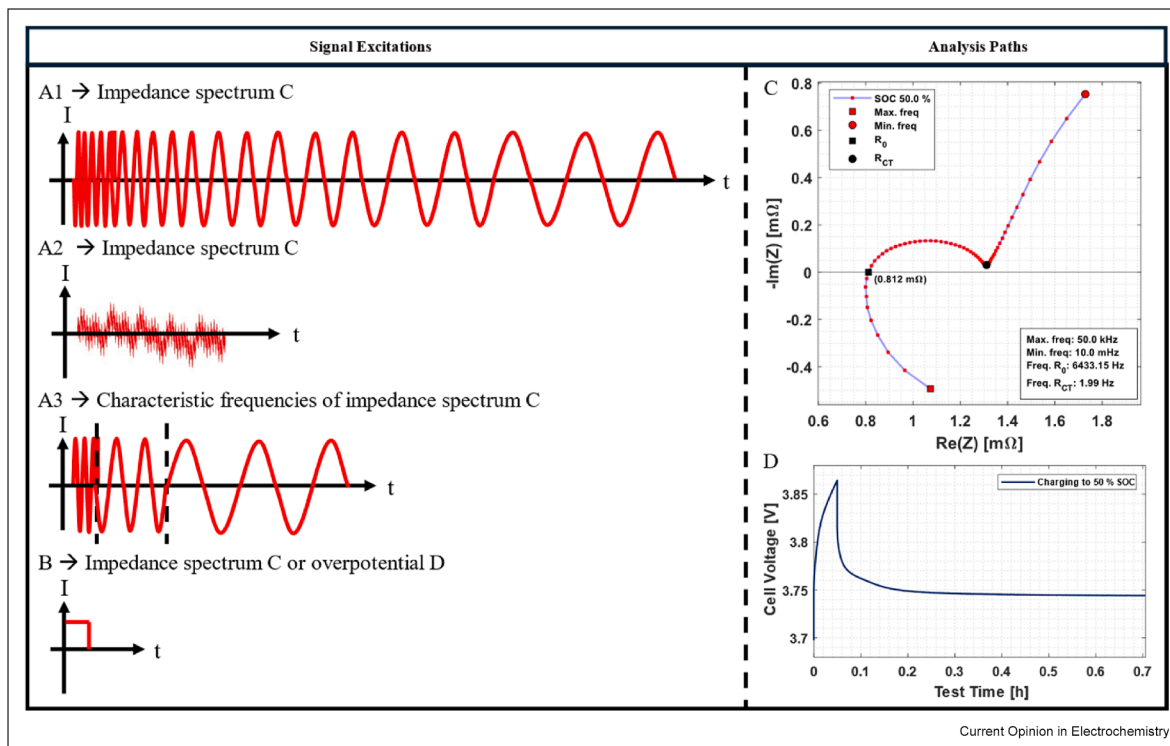 Signal Excitations
Analysis Paths
A1 → Impedance spectrum C
I
t
A2 → Impedance spectrum C
I
t
A3 → Characteristic frequencies of impedance spectrum C
I
t
B → Impedance spectrum C or overpotential D
I
t
C
0.8
0.6
0.4
0.2
0
-0.2
-0.4
-Im(Z) [mΩ]
SOC 50.0 %
Max. freq
Min. freq
R0
RCT
(0.812 mΩ)
Max. freq: 50.0 kHz
Min. freq: 10.0 mHz
Freq. R0: 6433.15 Hz
Freq. RCT: 1.99 Hz
0.6 0.8 1 1.2 1.4 1.6 1.8
Re(Z) [mΩ]
D
Charging to 50 % SOC
3.85
3.8
3.75
3.7
Cell Voltage [V]
0 0.1 0.2 0.3 0.4 0.5 0.6 0.7
Test Time [h]
Current Opinion in Electrochemistry